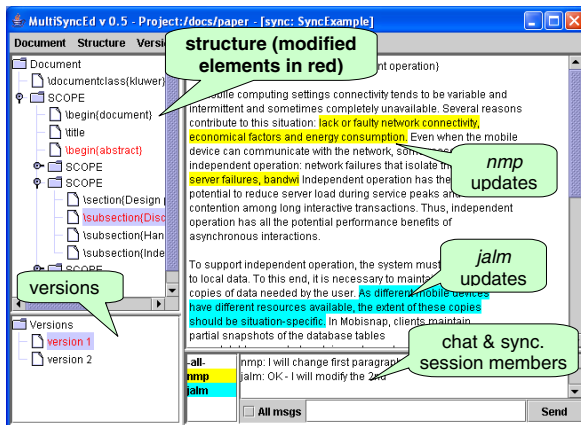 MultiSyncEd v 0.5 - Project:/docs/paper - [sync: SyncExample]
Document Structure Versi
structure (modified
elements in red)
Document
\documentclass{kluwer}
SCOPE
\begin{document}
\title
\begin{abstract}
SCOPE
SCOPE
\section{Design
\subsection{Disc
\subsection{Han
\subsection{Inde
SCOPE
versions
Versions
version 1
version 2
ent operation}
mobile computing settings connectivity tends to be variable and
intermittent and sometimes completely unavailable. Several reasons
contribute to this situation: lack or faulty network connectivity,
economical factors and energy consumption. Even when the mobile
device can communicate with the network, som
independent operation: network failures that isolate th
server failures, bandwi Independent operation has the
potential to reduce server load during service peaks and
contention among long interactive transactions. Thus, independent
operation has all the potential performance benefits of
asynchronous interactions.
nmp
updates
To support independent operation, the system must
to local data. To this end, it is necessary to maintai
copies of data needed by the user. As different mobile devices
have different resources available, the extent of these copies
should be situation-specific. In Mobisnap, clients maintain
partial snapshots of the database tables
jalm
updates
chat & sync.
session members
-all-
nmp
jalm
nmp: I will change first paragraph
jalm: OK - I will modify the 2nd
All msgs
Send